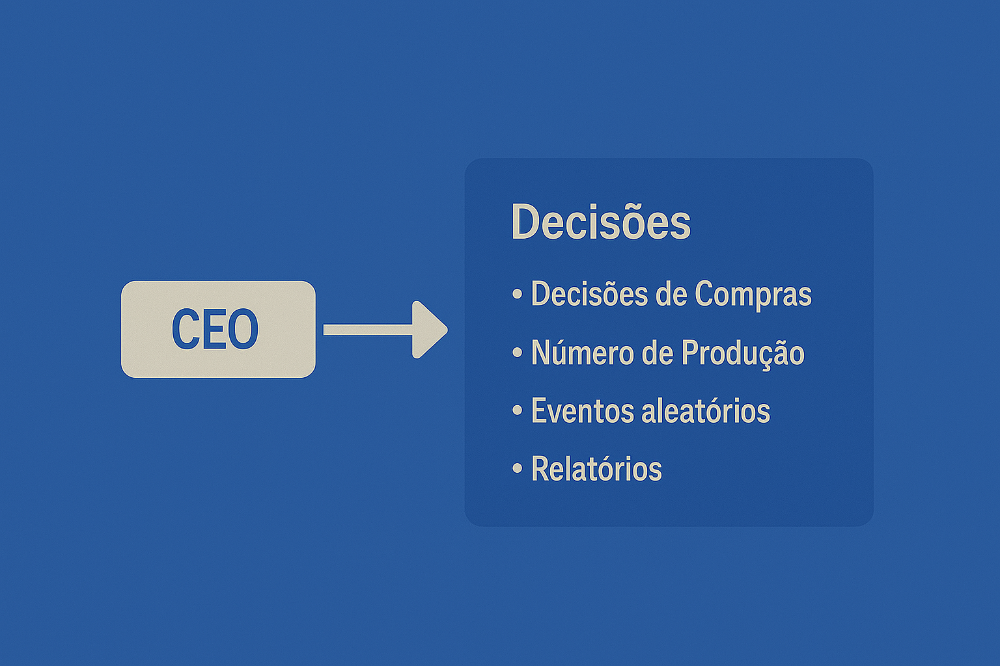 CEO
Decisões
• Decisões de Compras
• Número de Produção
• Eventos aleatórios
• Relatórios